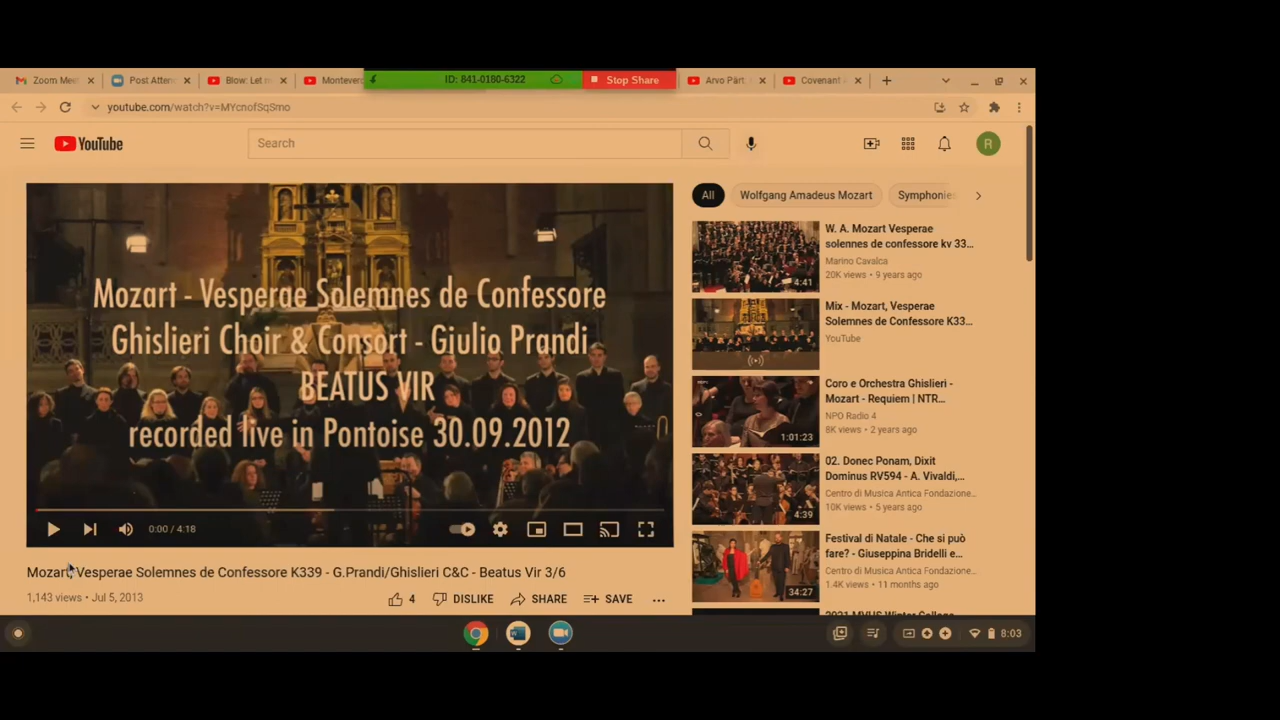 Zoom Mee
Post Atten
Blow: Let
Montever
ID: 841-0180-6322
Stop Share
Arvo Pärt
Covenant
youtube.com/watch?v=MYcnofSqSmo
YouTube
Search
R
Mozart - Vesperae Solemnes de Confessore
Ghislieri Choir & Consort - Giulio Prandi
BEATUS VIR
recorded live in Pontoise 30.09.2012
0:00 / 4:18
Mozart, Vesperae Solemnes de Confessore K339 - G.Prandi/Ghislieri C&C - Beatus Vir 3/6
1,143 views • Jul 5, 2013
4 DISLIKE SHARE SAVE ...
All Wolfgang Amadeus Mozart Symphonies
W. A. Mozart Vesperae
solennes de confessore kv 33...
Marino Cavalca
20K views • 9 years ago
4:41
Mix - Mozart, Vesperae
Solemnes de Confessore K33...
YouTube
Coro e Orchestra Ghislieri -
Mozart - Requiem | NTR...
NPO Radio 4
8K views • 2 years ago
1:01:23
02. Donec Ponam, Dixit
Dominus RV594 - A. Vivaldi,...
Centro di Musica Antica Fondazione...
10K views • 5 years ago
4:39
Festival di Natale - Che si può
fare? - Giuseppina Bridelli e...
Centro di Musica Antica Fondazione...
1.4K views • 11 months ago
34:27
8:03